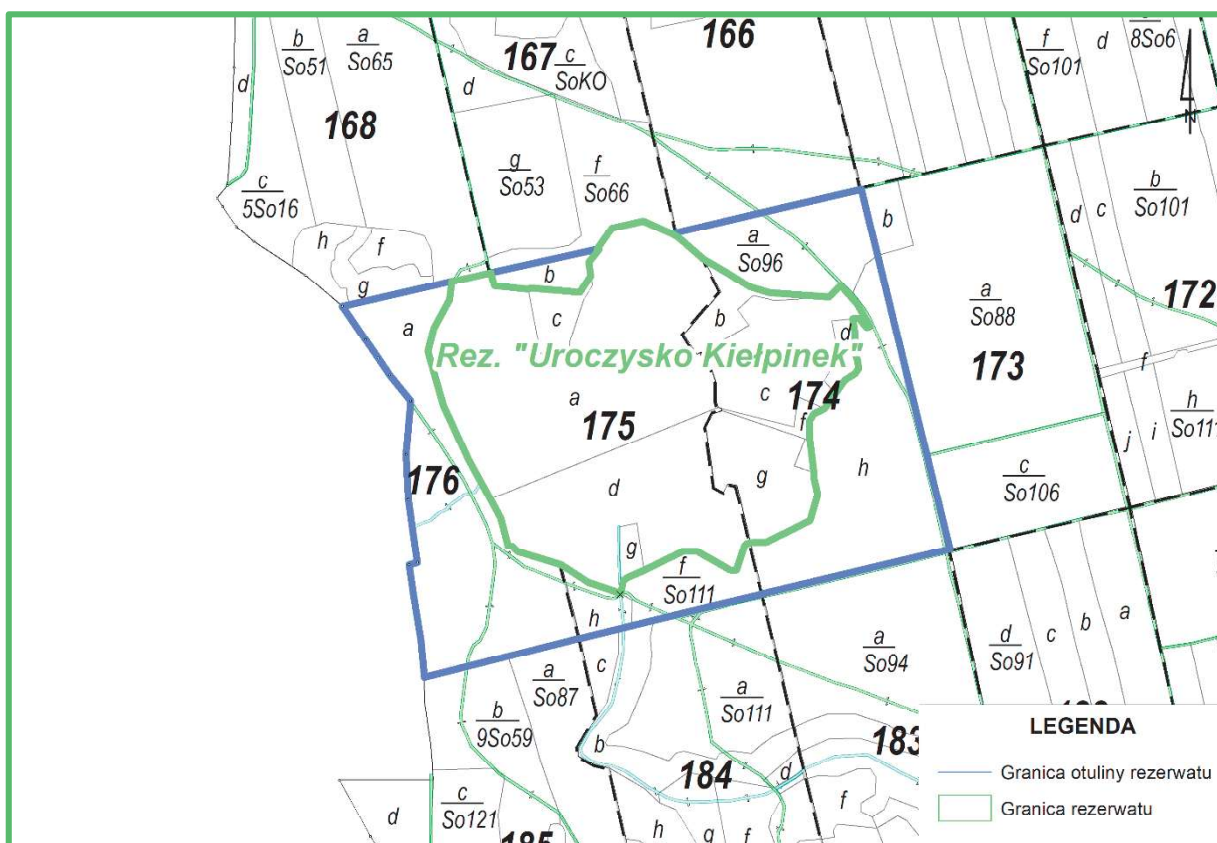 b
So51
a
So65
167
c
SoKO
166
f
So101
d
8So6
d
d
168
g
So53
f
So66
c
5So16
h
f
g
b
So101
d
c
b
a
So96
b
a
c
b
a
So88
172
Rez. "Uroczysko Kiełpinek"
d
173
f
a
175
c
174
f
h
So111
j
i
176
g
h
c
So106
d
g
f
So111
h
d
So91
c
b
a
c
a
So87
a
So94
b
9So59
a
So111
183
b
184
d
d
c
So121
185
h
g
f
f
LEGENDA
Granica otuliny rezerwatu
Granica rezerwatu